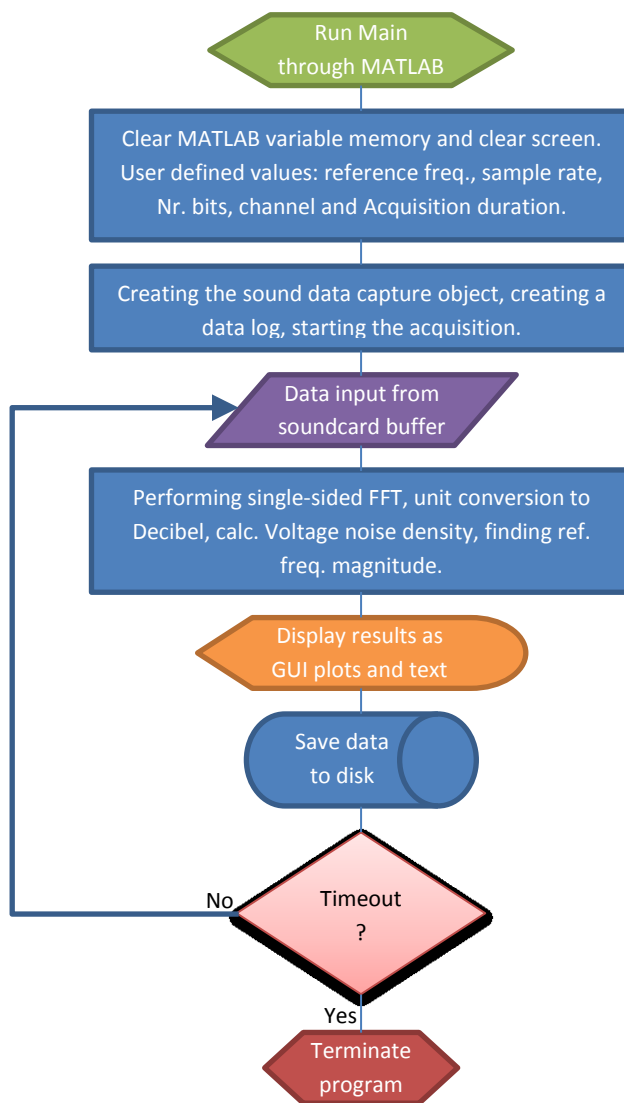 Run Main
through MATLAB
Clear MATLAB variable memory and clear screen.
User defined values: reference freq., sample rate,
Nr. bits, channel and Acquisition duration.
Creating the sound data capture object, creating a
data log, starting the acquisition.
Data input from
soundcard buffer
Performing single-sided FFT, unit conversion to
Decibel, calc. Voltage noise density, finding ref.
freq. magnitude.
Display results as
GUI plots and text
Save data
to disk
No
Timeout
?
Yes
Terminate
program